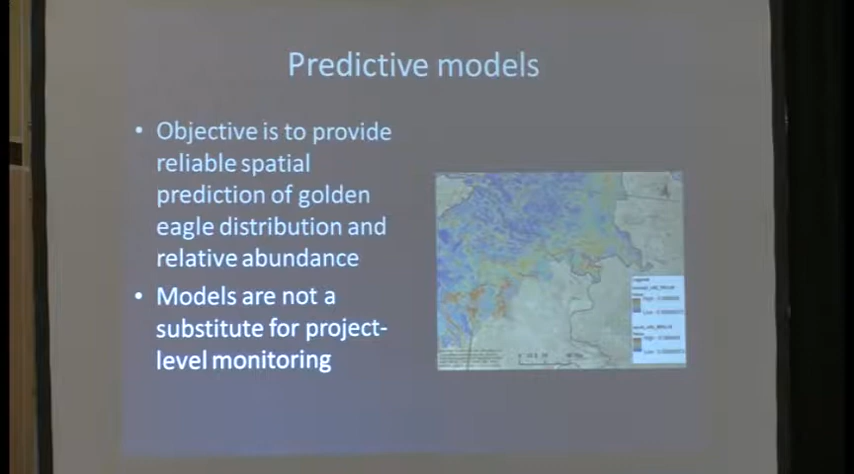 Predictive models
• Objective is to provide
reliable spatial
prediction of golden
eagle distribution and
relative abundance
• Models are not a
substitute for project-
level monitoring